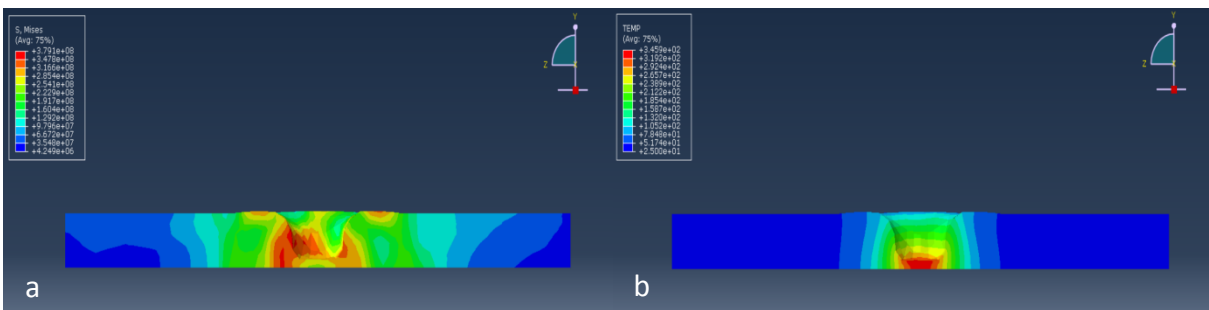 S, Mises
(Avg: 75%)
+3.791e+08
+3.478e+08
+3.166e+08
+2.854e+08
+2.541e+08
+2.229e+08
+1.917e+08
+1.604e+08
+1.292e+08
+9.796e+07
+6.672e+07
+3.548e+07
+4.249e+06
Y
Z
a
TEMP
(Avg: 75%)
+3.459e+02
+3.192e+02
+2.924e+02
+2.657e+02
+2.389e+02
+2.122e+02
+1.854e+02
+1.587e+02
+1.320e+02
+1.052e+02
+7.848e+01
+5.174e+01
+2.500e+01
Y
Z
b